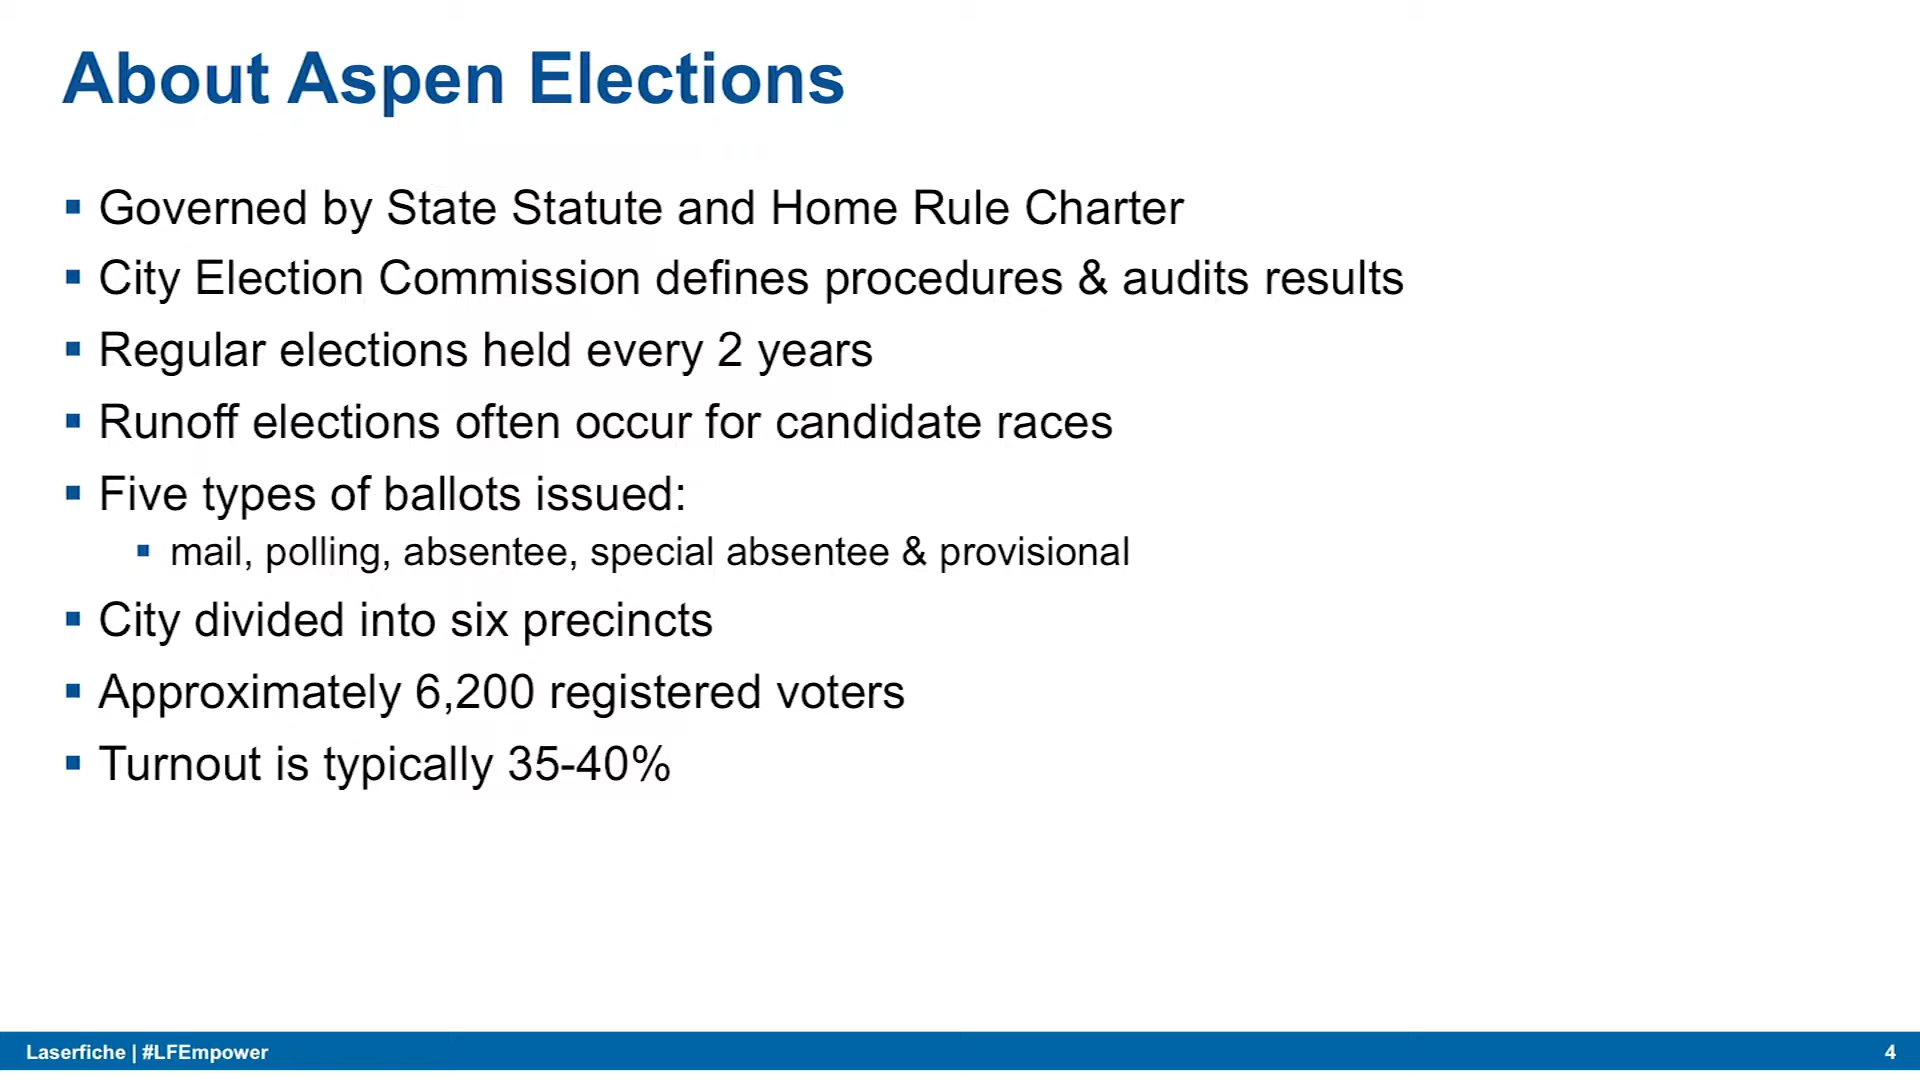 About Aspen Elections
▪ Governed by State Statute and Home Rule Charter
▪ City Election Commission defines procedures & audits results
▪ Regular elections held every 2 years
▪ Runoff elections often occur for candidate races
▪ Five types of ballots issued:
▪ mail, polling, absentee, special absentee & provisional
▪ City divided into six precincts
▪ Approximately 6,200 registered voters
▪ Turnout is typically 35-40%
Laserfiche | #LFEmpower
4